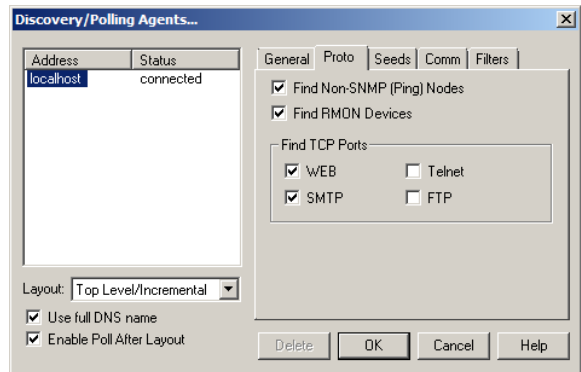 Discovery/Polling Agents...
Address Status
localhost connected
Layout: Top Level/Incremental
Use full DNS name
Enable Poll After Layout
General Proto Seeds Comm Filters
Find Non-SNMP (Ping) Nodes
Find RMON Devices
Find TCP Ports
WEB Telnet
SMTP FTP
Delete OK Cancel Help